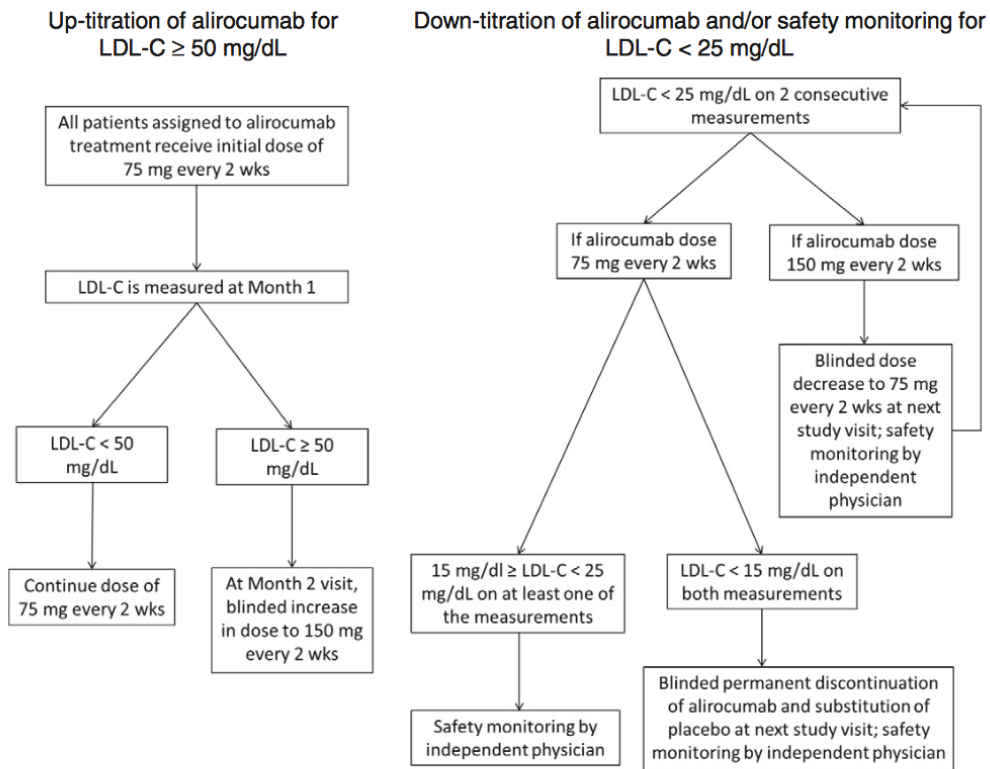 Up-titration of alirocumab for
LDL-C ≥ 50 mg/dL
All patients assigned to alirocumab
treatment receive initial dose of
75 mg every 2 wks
LDL-C is measured at Month 1
LDL-C < 50
mg/dL
LDL-C ≥ 50
mg/dL
Continue dose of
75 mg every 2 wks
At Month 2 visit,
blinded increase
in dose to 150 mg
every 2 wks
Down-titration of alirocumab and/or safety monitoring for
LDL-C < 25 mg/dL
LDL-C < 25 mg/dL on 2 consecutive
measurements
If alirocumab dose
75 mg every 2 wks
If alirocumab dose
150 mg every 2 wks
Blinded dose
decrease to 75 mg
every 2 wks at next
study visit; safety
monitoring by
independent
physician
15 mg/dl ≥ LDL-C < 25
mg/dL on at least one of
the measurements
LDL-C < 15 mg/dL on
both measurements
Safety monitoring by
independent physician
Blinded permanent discontinuation
of alirocumab and substitution of
placebo at next study visit; safety
monitoring by independent physician